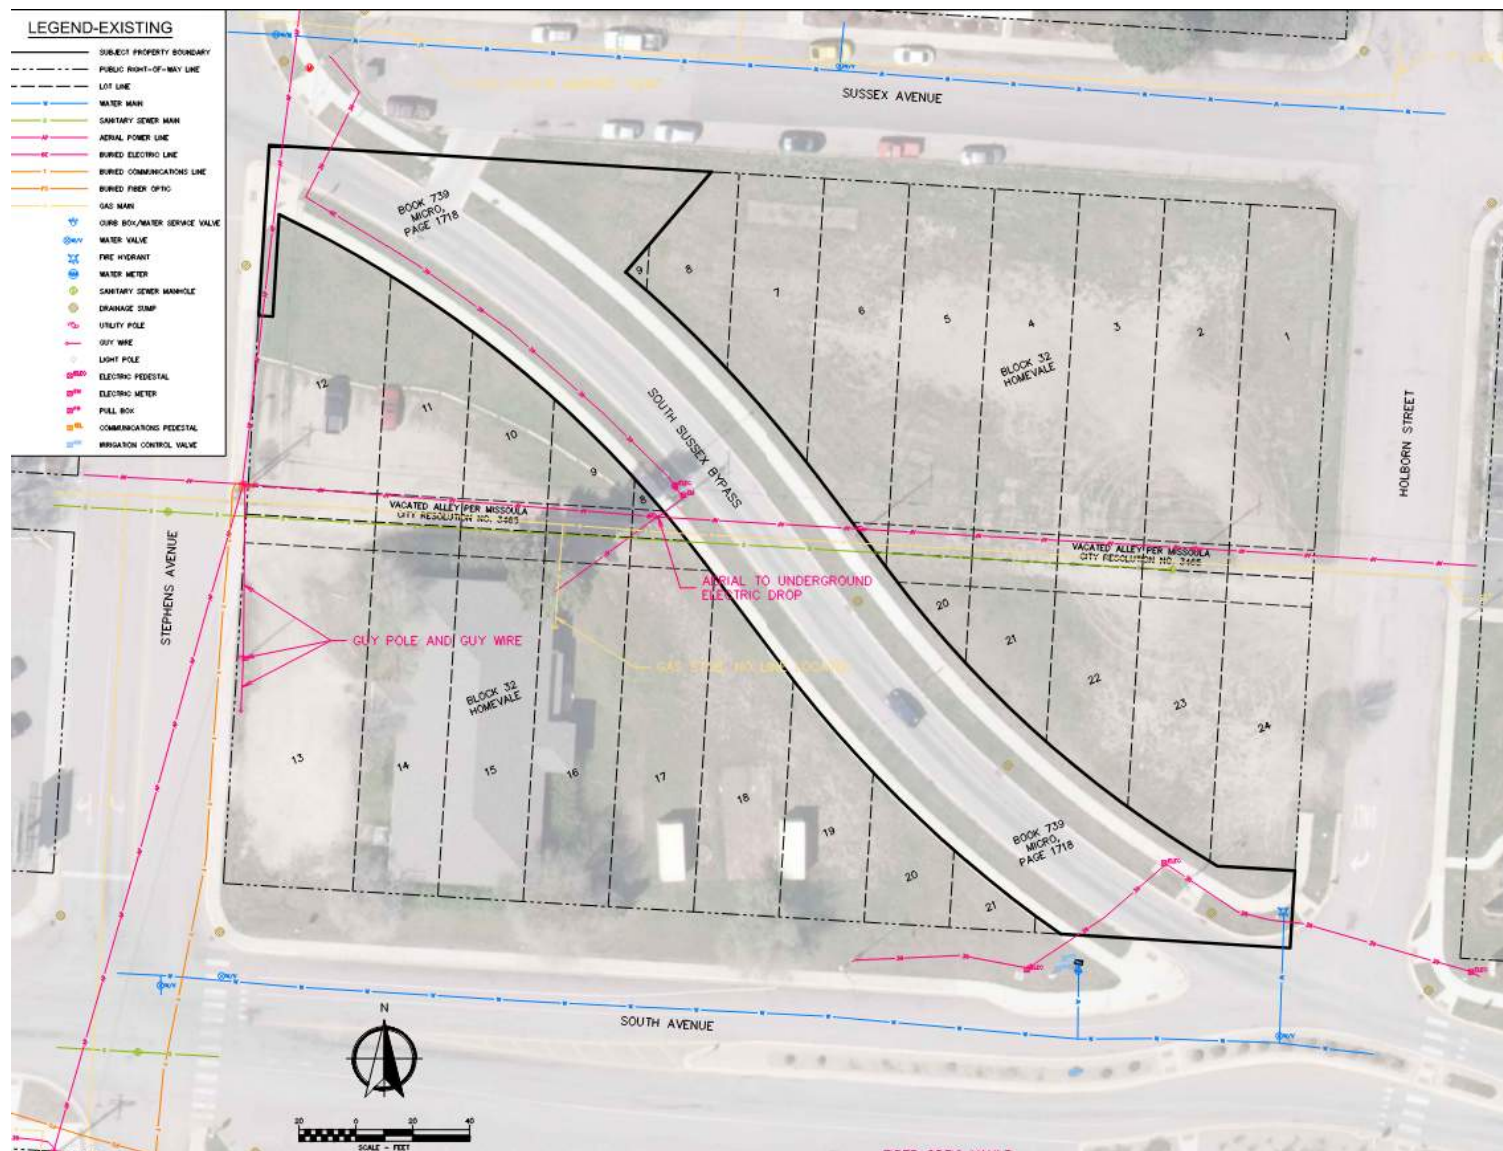 LEGEND-EXISTING
SUBJECT PROPERTY BOUNDARY
PUBLIC RIGHT-OF-WAY LINE
LOT LINE
WATER MAIN
SANITARY SEWER MAIN
AERIAL POWER LINE
BURIED ELECTRIC LINE
BURIED COMMUNICATIONS LINE
BURIED FIBER OPTIC
GAS MAIN
CURB BOX/WATER SERVICE VALVE
WATER VALVE
FIRE HYDRANT
WATER METER
SANITARY SEWER MANHOLE
DRAINAGE SUMP
UTILITY POLE
GUY WIRE
LIGHT POLE
ELECTRIC PEDESTAL
ELECTRIC METER
PULL BOX
COMMUNICATIONS PEDESTAL
IRRIGATION CONTROL VALVE
SUSSEX AVENUE
BOOK 739
MICRO,
PAGE 1718
9
8
7
6
5
4
3
2
1
BLOCK 32
HOMEVALE
HOLBORN STREET
SOUTH SUSSEX BYPASS
12
11
10
9
8
VACATED ALLEY PER MISSOULA
CITY RESOLUTION NO. 3465
VACATED ALLEY PER MISSOULA
CITY RESOLUTION NO. 3465
STEPHENS AVENUE
AERIAL TO UNDERGROUND
ELECTRIC DROP
GUY POLE AND GUY WIRE
BLOCK 32
HOMEVALE
20
21
22
23
24
13
14
15
16
17
18
19
20
21
BOOK 739
MICRO,
PAGE 1718
ELEC
ELEC
ELEC
SOUTH AVENUE
N
20
0
20
40
SCALE - FEET